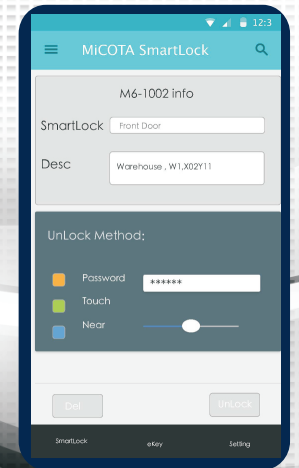 12:3
MiCOTA SmartLock
M6-1002 info
SmartLock Front Door
Desc Warehouse , W1,X02Y11
UnLock Method:
Password ******
Touch
Near
Del UnLock
SmartLock eKey Setting